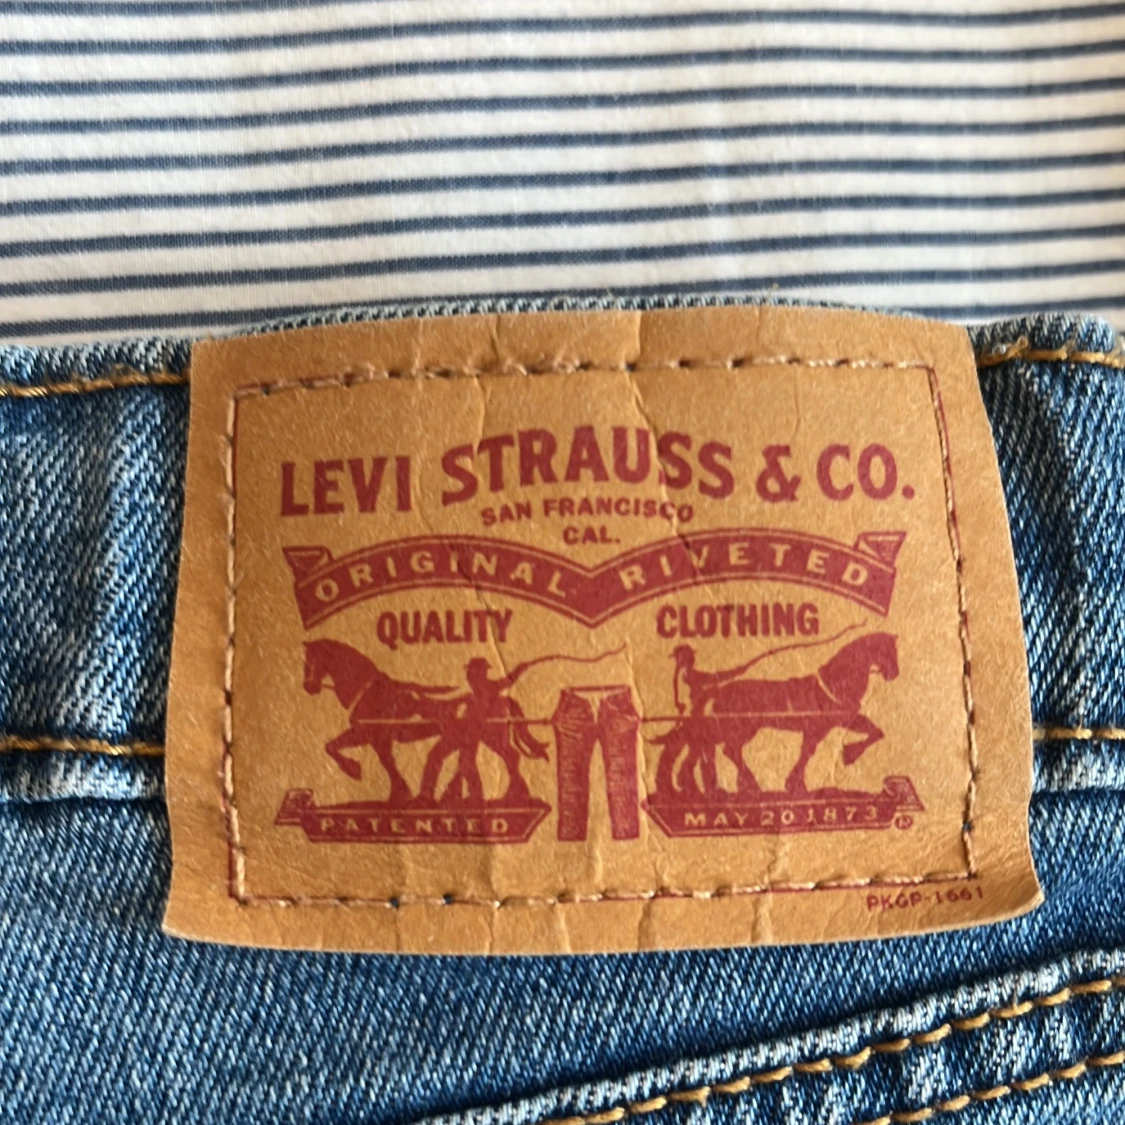 LEVI STRAUSS & CO.
SAN FRANCISCO
CAL.
ORIGINAL RIVETED
QUALITY CLOTHING
PATENTED MAY 20 1873 ®
PKGP-1661